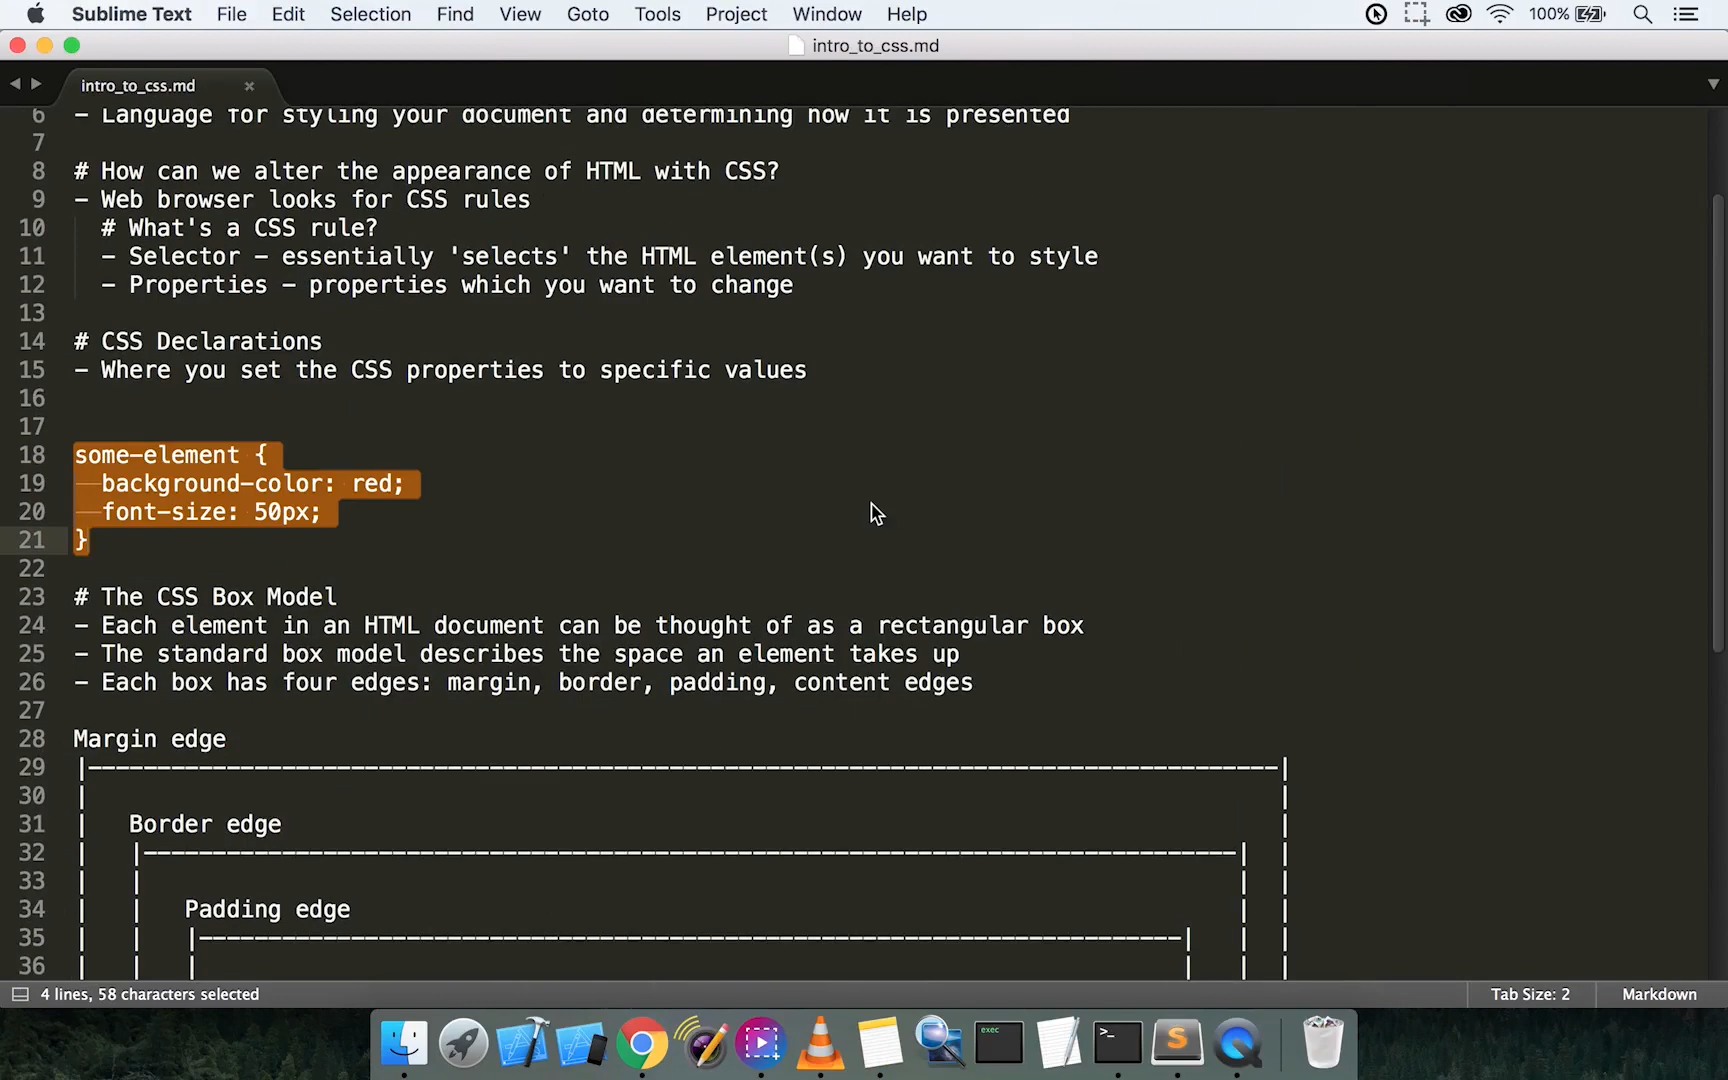 Sublime Text File Edit Selection Find View Goto Tools Project Window Help 100%
intro_to_css.md
intro_to_css.md
6 - Language for styling your document and determining how it is presented
7
8 # How can we alter the appearance of HTML with CSS?
9 - Web browser looks for CSS rules
10 # What's a CSS rule?
11 - Selector - essentially 'selects' the HTML element(s) you want to style
12 - Properties - properties which you want to change
13
14 # CSS Declarations
15 - Where you set the CSS properties to specific values
16
17
18 some-element {
19 background-color: red;
20 font-size: 50px;
21 }
22
23 # The CSS Box Model
24 - Each element in an HTML document can be thought of as a rectangular box
25 - The standard box model describes the space an element takes up
26 - Each box has four edges: margin, border, padding, content edges
27
28 Margin edge
29
30
31 Border edge
32
33
34 Padding edge
35
36
4 lines, 58 characters selected Tab Size: 2 Markdown
exec
>_
S